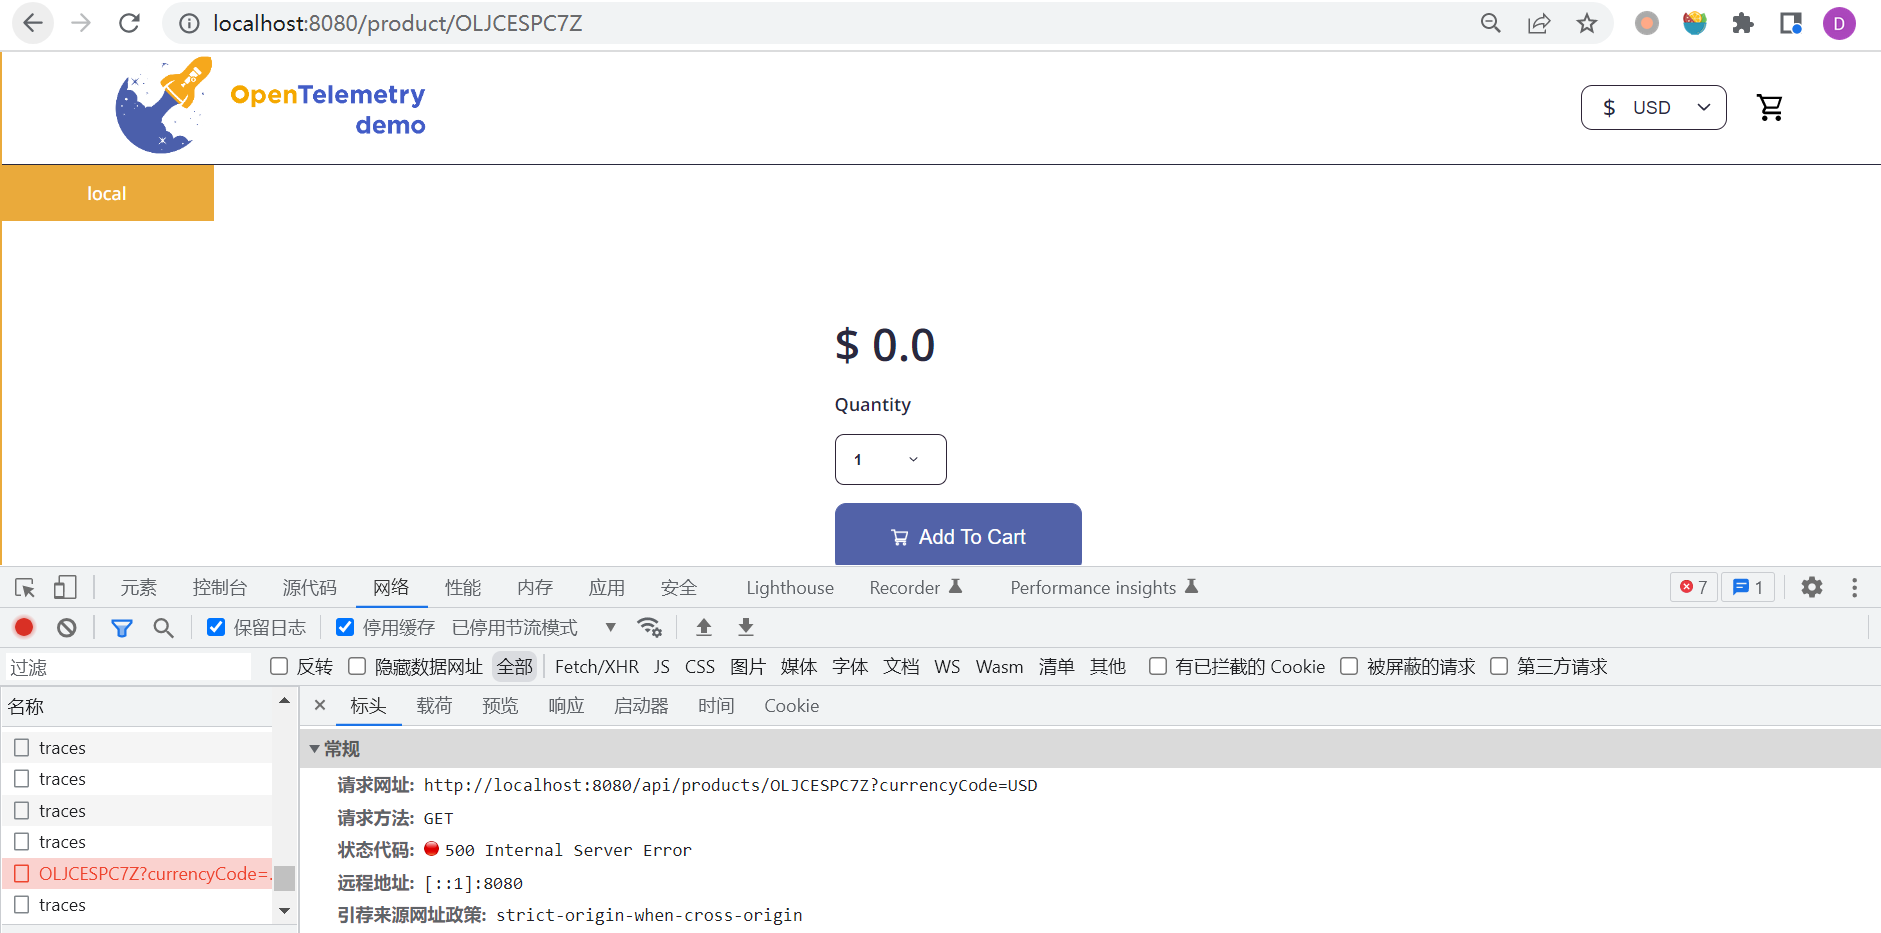 localhost:8080/product/OLJCESPC7Z
D
OpenTelemetry
demo
$ USD
local
$ 0.0
Quantity
1
Add To Cart
元素 控制台 源代码 网络 性能 内存 应用 安全 Lighthouse Recorder Performance insights 7 1
保留日志 停用缓存 已停用节流模式
过滤 反转 隐藏数据网址 全部 Fetch/XHR JS CSS 图片 媒体 字体 文档 WS Wasm 清单 其他 有已拦截的 Cookie 被屏蔽的请求 第三方请求
名称 × 标头 载荷 预览 响应 启动器 时间 Cookie
traces
traces
traces
traces
OLJCESPC7Z?currencyCode=.
traces
常规
请求网址: http://localhost:8080/api/products/OLJCESPC7Z?currencyCode=USD
请求方法: GET
状态代码: 500 Internal Server Error
远程地址: [::1]:8080
引荐来源网址政策: strict-origin-when-cross-origin